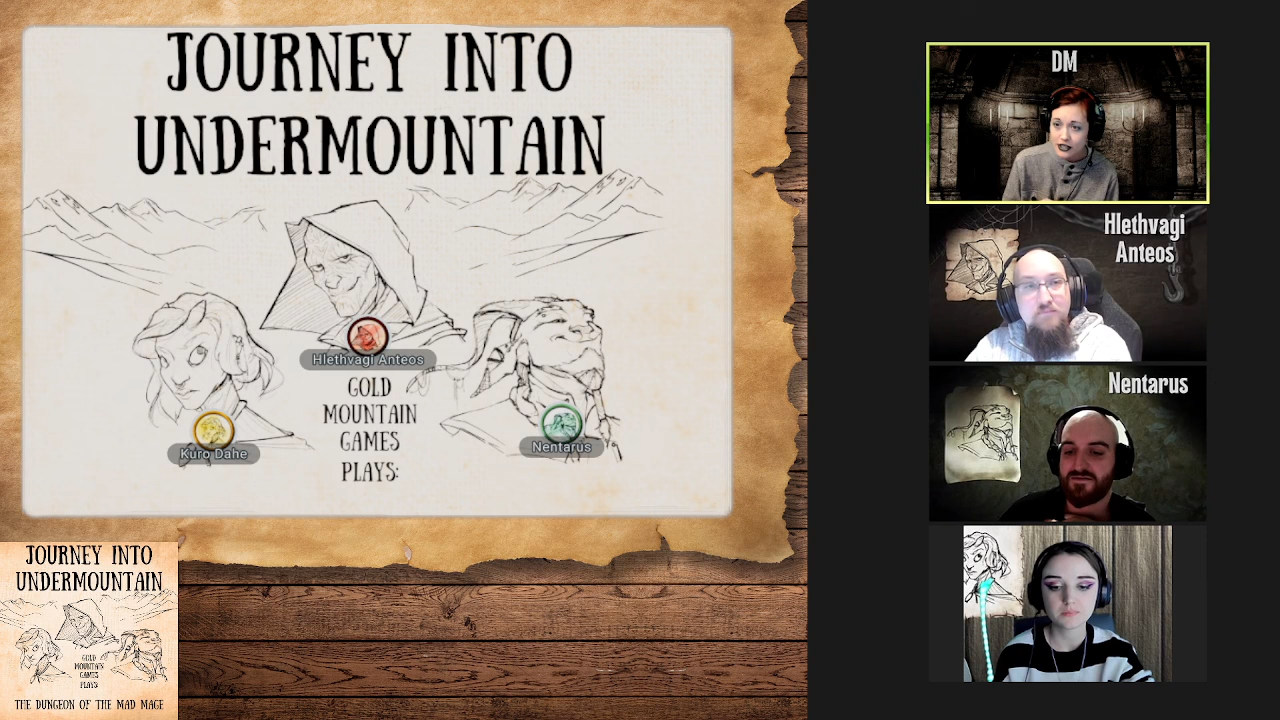 JOURNEY INTO
UNDERMOUNTAIN
Hlethvagi Anteos
GOLD
MOUNTAIN
GAMES
PLAYS:
Kuro Dahe
Nentarus
JOURNEY INTO
UNDERMOUNTAIN
GOLD
MOUNTAIN
GAMES
PLAYS
THE DUNGEON OF THE MAD MAGE
DM
Hlethvagi
Anteos
Nentarus